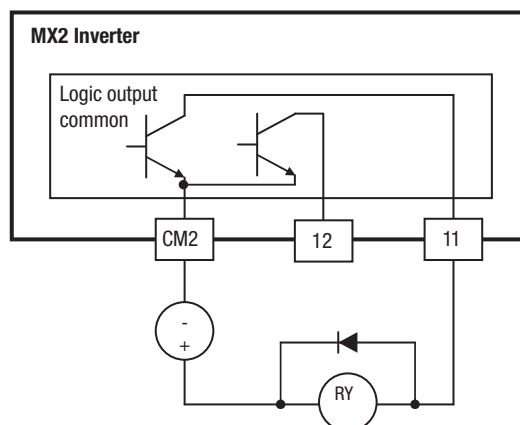 MX2 Inverter
Logic output
common
CM2
12
11
-
+
RY